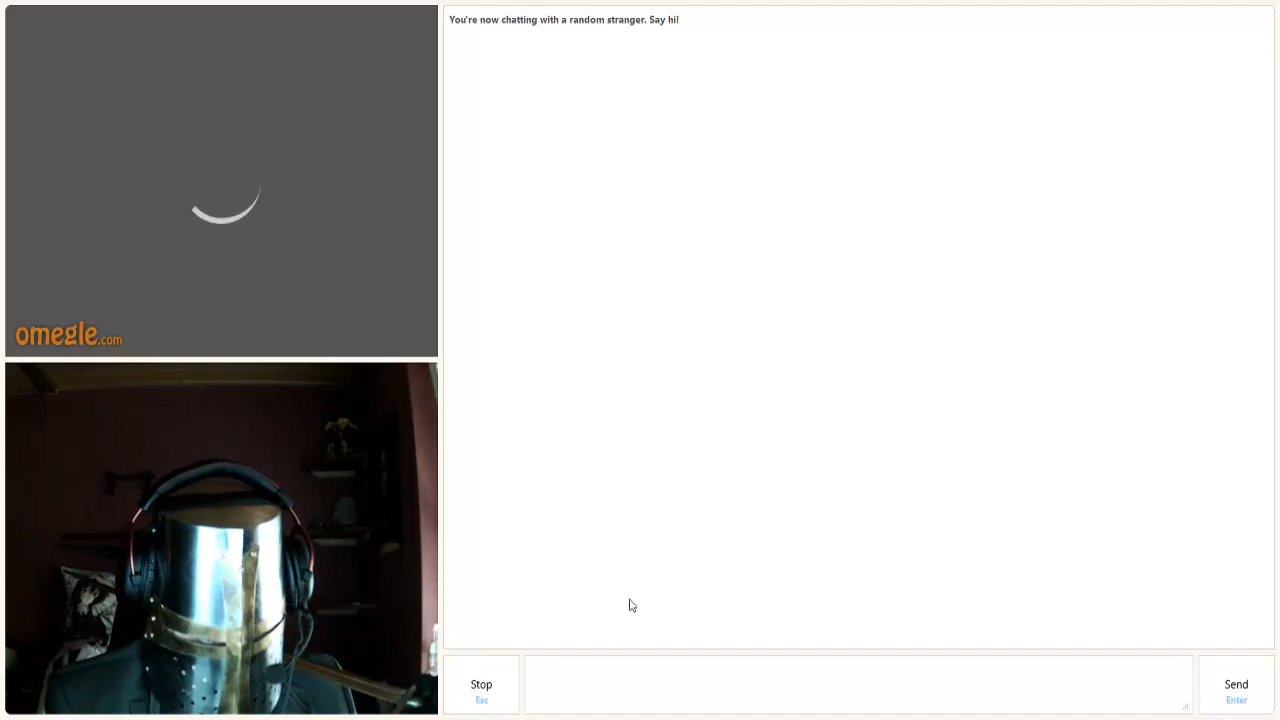 You're now chatting with a random stranger. Say hi!
omegle.com
Stop
Esc
Send
Enter